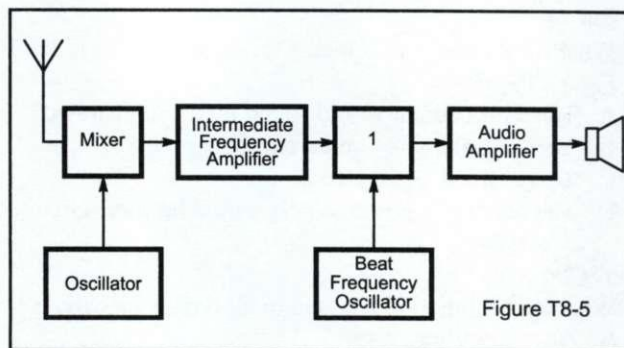 Mixer
Intermediate
Frequency
Amplifier
1
Audio
Amplifier
Oscillator
Beat
Frequency
Oscillator
Figure T8-5